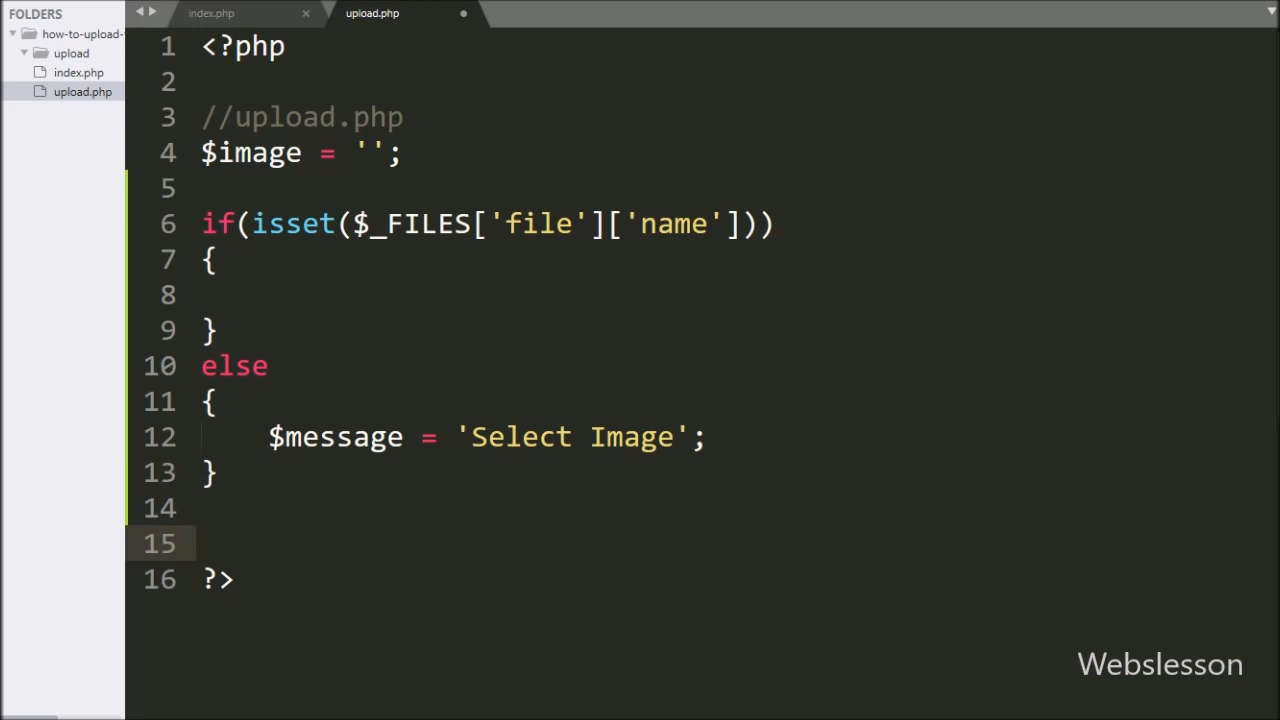 FOLDERS
how-to-upload-
upload
index.php
upload.php
index.php × upload.php
1 <?php
2
3 //upload.php
4 $image = '';
5
6 if(isset($_FILES['file']['name']))
7 {
8
9 }
10 else
11 {
12 $message = 'Select Image';
13 }
14
15
16 ?>
Webslesson